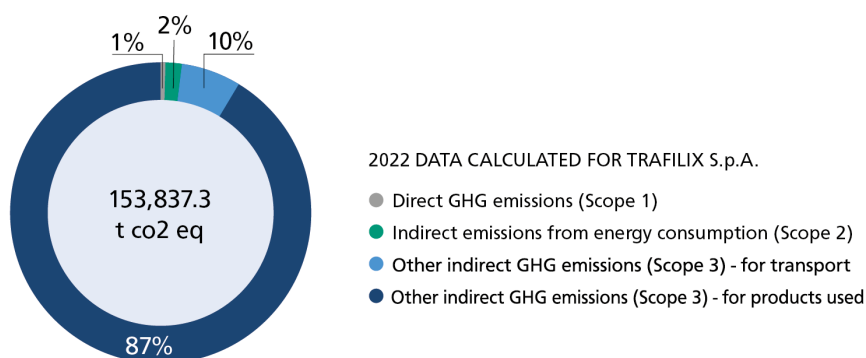 1%
2%
10%
153,837.3
t co2 eq
87%
2022 DATA CALCULATED FOR TRAFILIX S.p.A.
Direct GHG emissions (Scope 1)
Indirect emissions from energy consumption (Scope 2)
Other indirect GHG emissions (Scope 3) - for transport
Other indirect GHG emissions (Scope 3) - for products used